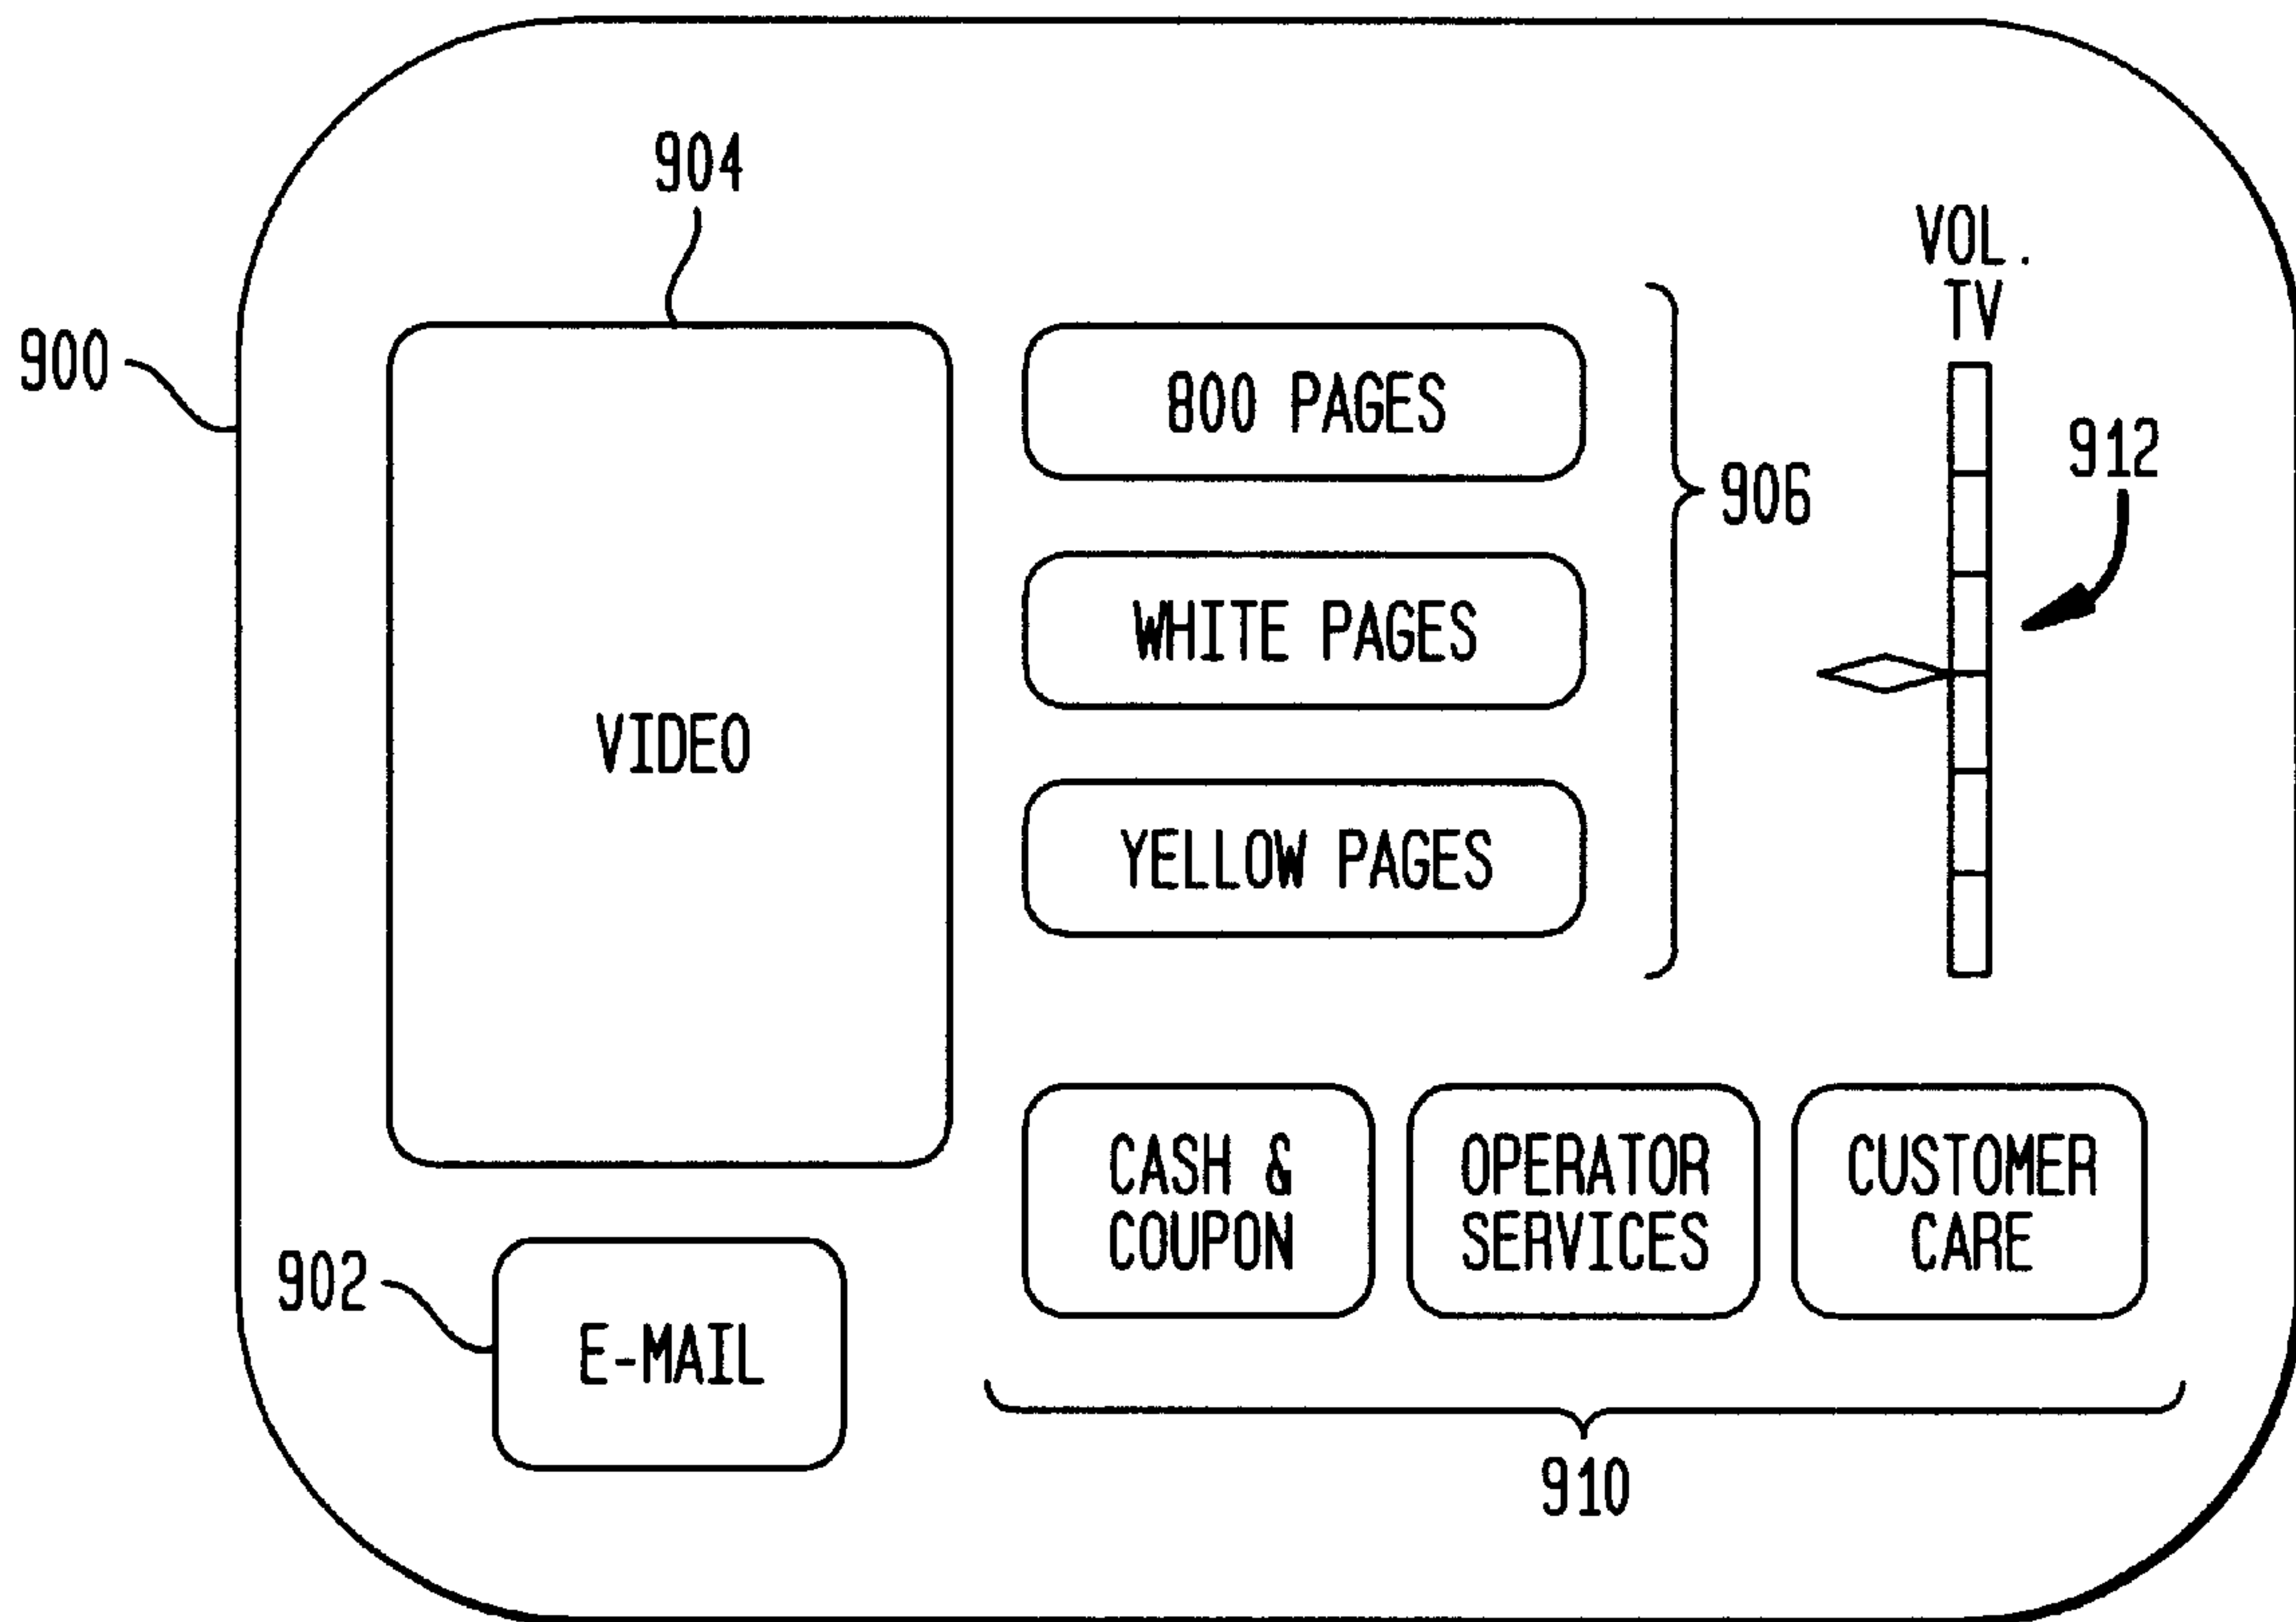 904
VOL.
TV
900
800 PAGES
912
906
WHITE PAGES
VIDEO
YELLOW PAGES
CASH &
COUPON
OPERATOR
SERVICES
CUSTOMER
CARE
902
E-MAIL
910